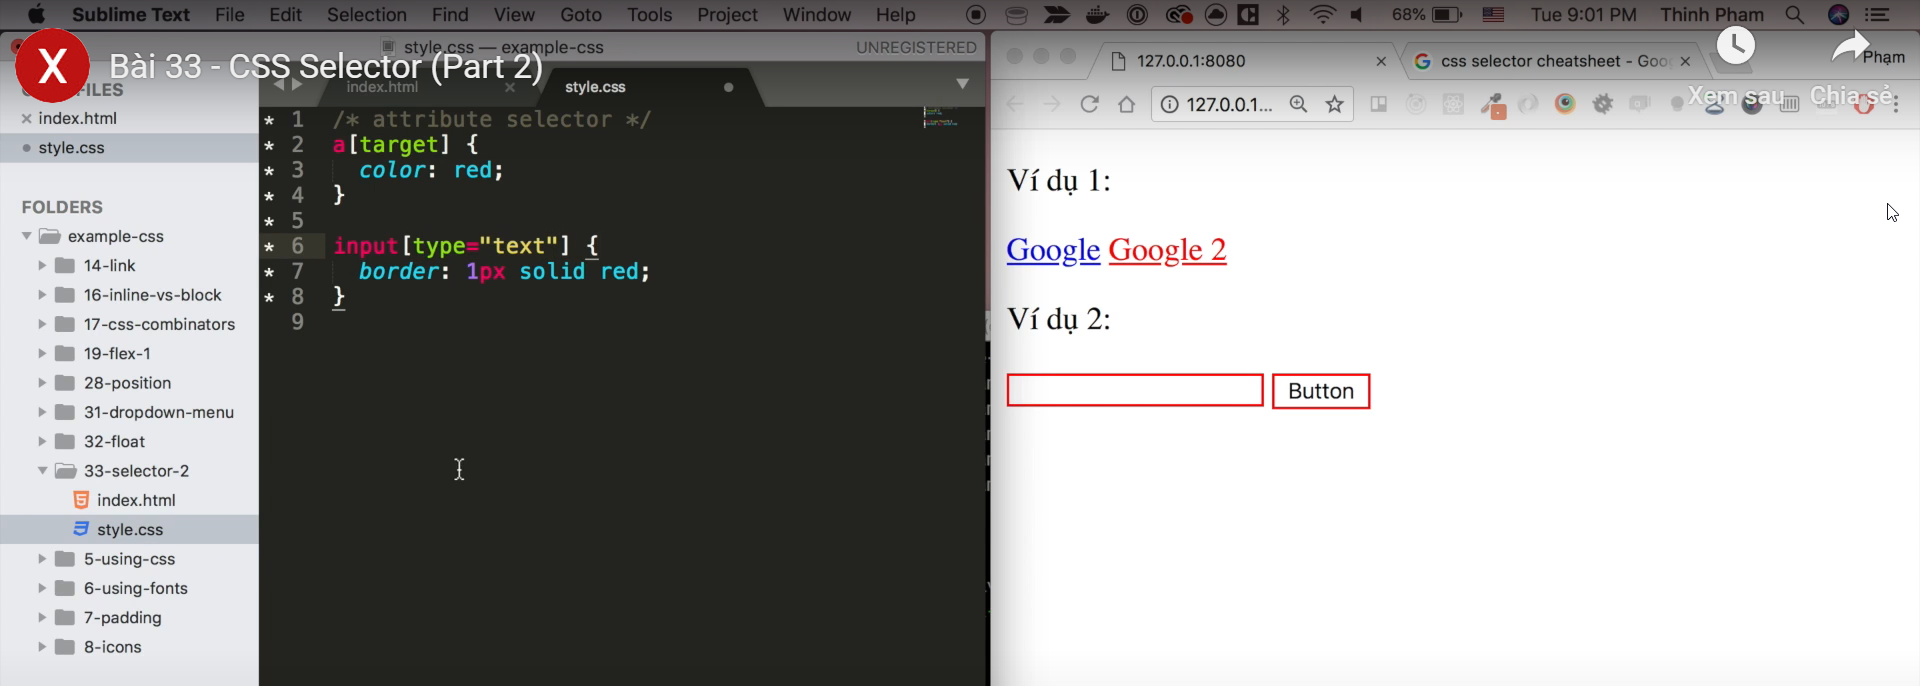 Sublime Text File Edit Selection Find View Goto Tools Project Window Help 68% Tue 9:01 PM Thinh Pham
style.css — example-css UNREGISTERED
Bài 33 - CSS Selector (Part 2)
index.html
style.css
127.0.0.1:8080
css selector cheatsheet - Goo
Phạm
127.0.0.1...
Xem sau
Chia sẻ
FILES
index.html
style.css
FOLDERS
example-css
14-link
16-inline-vs-block
17-css-combinators
19-flex-1
28-position
31-dropdown-menu
32-float
33-selector-2
index.html
style.css
5-using-css
6-using-fonts
7-padding
8-icons
* 1 /* attribute selector */
* 2 a[target] {
* 3 color: red;
* 4 }
* 5
* 6 input[type="text"] {
* 7 border: 1px solid red;
* 8 }
9
Ví dụ 1:
Google Google 2
Ví dụ 2:
Button